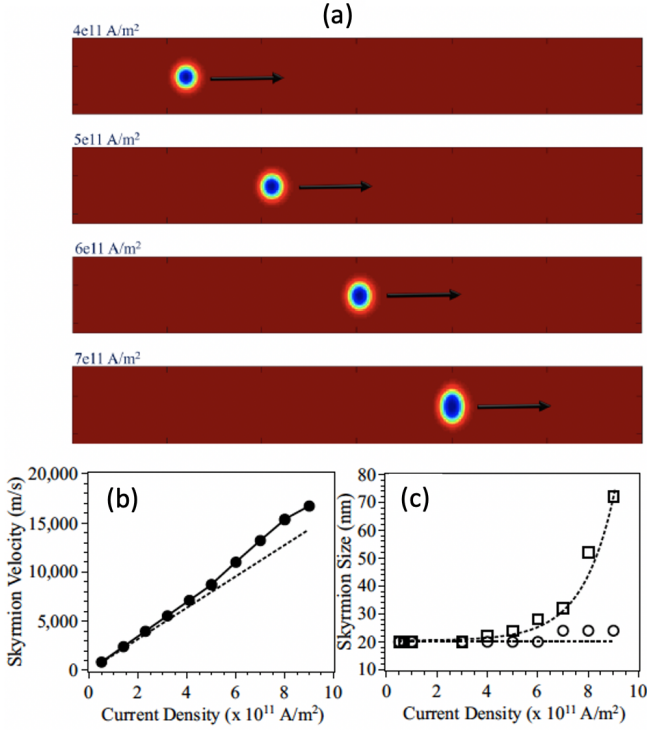 (a)
4e11 A/m²
5e11 A/m²
6e11 A/m²
7e11 A/m²
(b)
20,000
15,000
10,000
5,000
0
Skyrmion Velocity (m/s)
0 2 4 6 8 10
Current Density (x 10¹¹ A/m²)
(c)
80
70
60
50
40
30
20
10
Skyrmion Size (nm)
0 2 4 6 8 10
Current Density (x 10¹¹ A/m²)